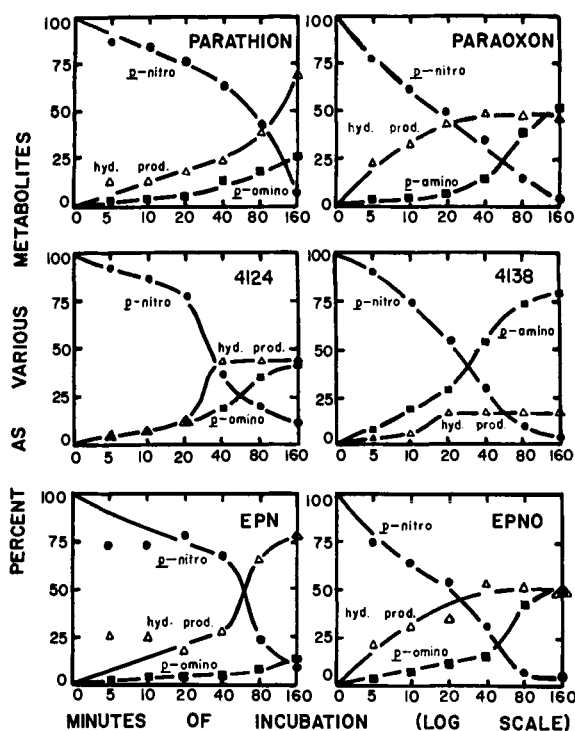 PERCENT AS VARIOUS METABOLITES
PARATHION
100
75
50
25
0
p-nitro
hyd. prod.
p-amino
0 5 10 20 40 80 160
PARAOXON
100
75
50
25
0
p-nitro
hyd. prod.
p-amino
0 5 10 20 40 80 160
4124
100
75
50
25
0
p-nitro
hyd prod.
p-amino
0 5 10 20 40 80 160
4138
100
75
50
25
0
p-nitro
p-amino
hyd prod.
0 5 10 20 40 80 160
EPN
100
75
50
25
0
p-nitro
hyd. prod.
p-amino
0 5 10 20 40 80 160
EPNO
100
75
50
25
0
p-nitro
hyd. prod.
p-amino
0 5 10 20 40 80 160
MINUTES OF INCUBATION (LOG SCALE)